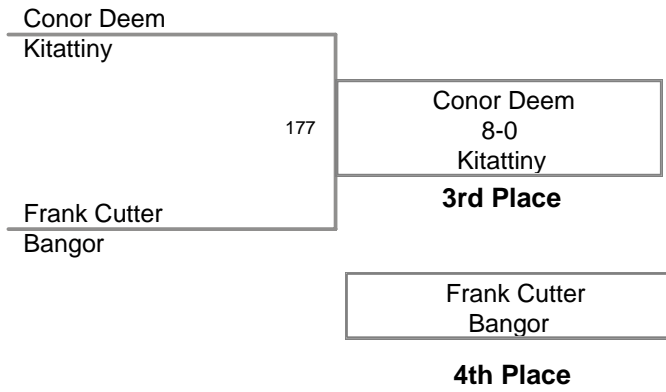 Conor Deem
Kitattiny
177
Conor Deem
8-0
Kitattiny
3rd Place
Frank Cutter
Bangor
Frank Cutter
Bangor
4th Place